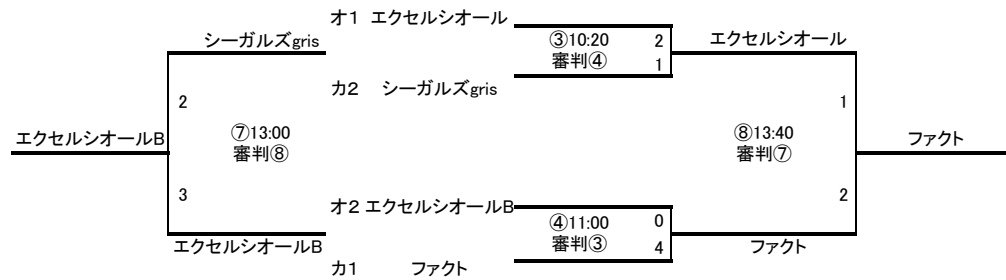 オ1 エクセルシオール
シーガルズgris
③10:20
審判④
2
1
エクセルシオール
カ2 シーガルズgris
2
1
⑦13:00
審判⑧
⑧13:40
審判⑦
エクセルシオールB
ファクト
3
2
オ2 エクセルシオールB
④11:00
審判③
0
4
エクセルシオールB
ファクト
カ1 ファクト